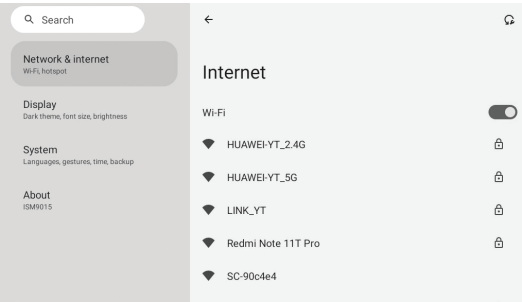 Search
Network & internet
Wi-Fi, hotspot
Display
Dark theme, font size, brightness
System
Languages, gestures, time, backup
About
ISM9015
Internet
Wi-Fi
HUAWEI-YT_2.4G
HUAWEI-YT_5G
LINK_YT
Redmi Note 11T Pro
SC-90c4e4